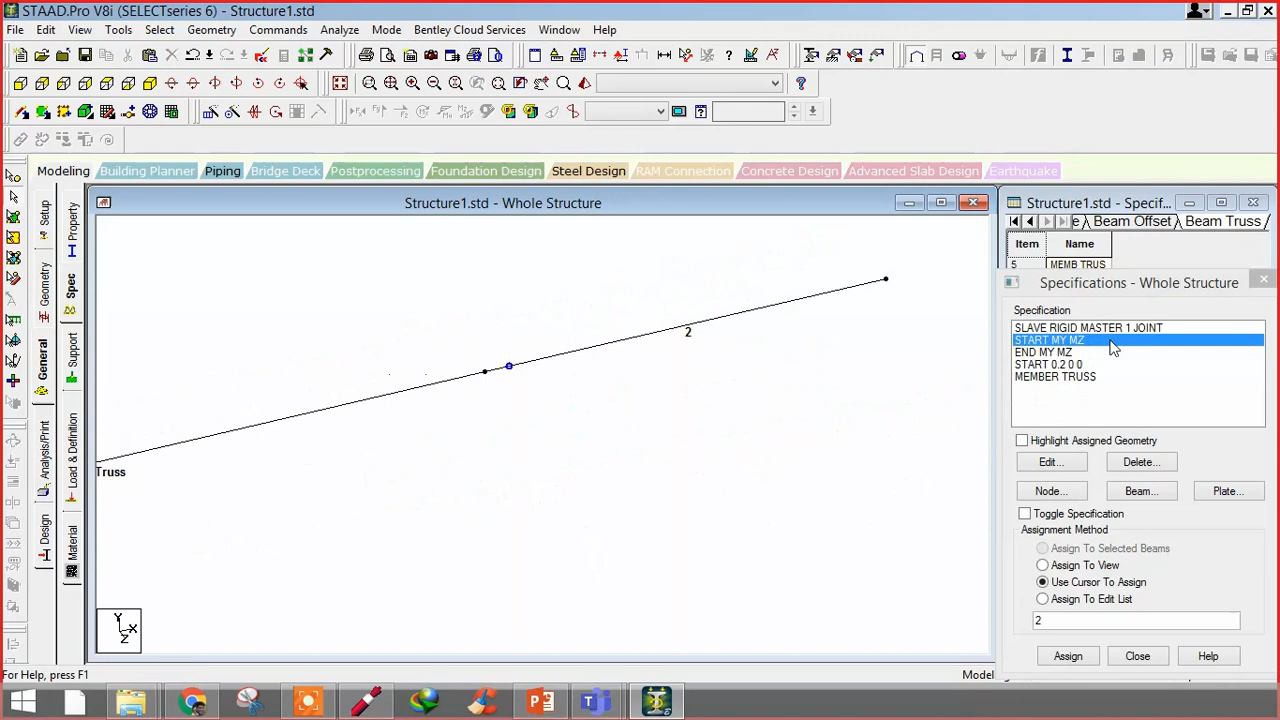 STAAD.Pro V8i (SELECTseries 6) - Structure1.std
File Edit View Tools Select Geometry Commands Analyze Mode Bentley Cloud Services Window Help
Modeling Building Planner Piping Bridge Deck Postprocessing Foundation Design Steel Design RAM Connection Concrete Design Advanced Slab Design Earthquake
Setup
Geometry
General
Analysis/Print
Design
Property
Spec
Support
Load & Definition
Material
Structure1.std - Whole Structure
2
Truss
Y
X
Z
Structure1.std - Specif...
e Beam Offset Beam Truss
Item Name
5 MEMB TRUS
Specifications - Whole Structure
Specification
SLAVE RIGID MASTER 1 JOINT
START MY MZ
END MY MZ
START 0.2 0 0
MEMBER TRUSS
Highlight Assigned Geometry
Edit... Delete...
Node... Beam... Plate...
Toggle Specification
Assignment Method
Assign To Selected Beams
Assign To View
Use Cursor To Assign
Assign To Edit List
2
Assign Close Help
For Help, press F1
Model